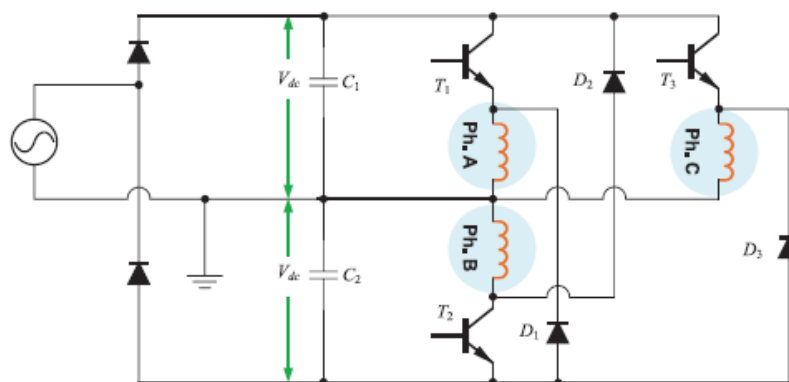 V_dc
C_1
T_1
D_2
T_3
Ph. A
Ph. C
Ph. B
V_dc
C_2
D_3
T_2
D_1